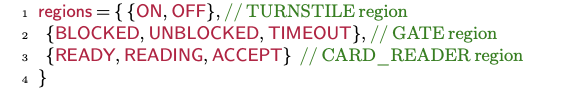 1 regions = { {ON, OFF}, // TURNSTILE region
2 {BLOCKED, UNBLOCKED, TIMEOUT}, // GATE region
3 {READY, READING, ACCEPT} // CARD_READER region
4 }